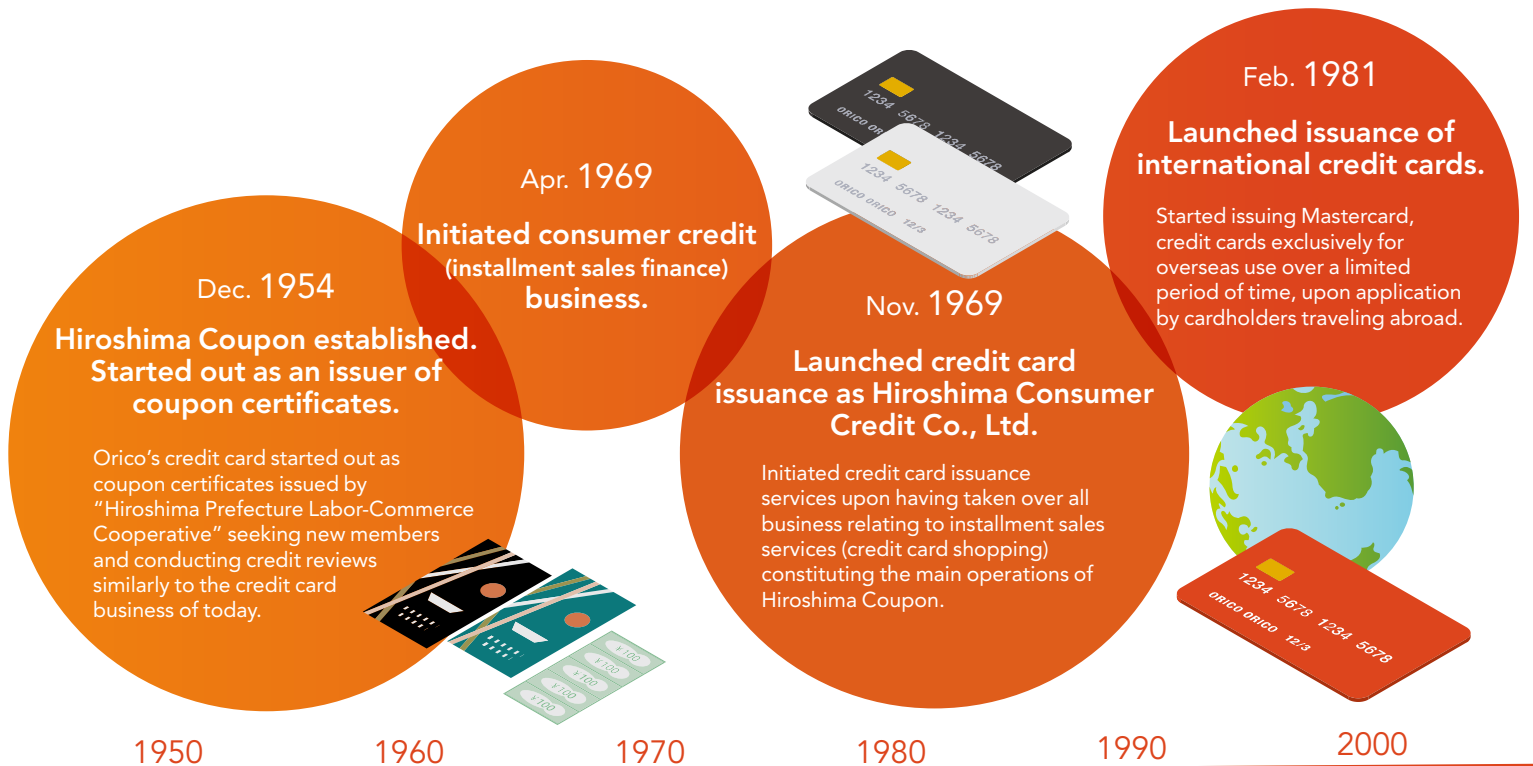 Dec. 1954
Hiroshima Coupon established.
Started out as an issuer of
coupon certificates.
Orico's credit card started out as
coupon certificates issued by
"Hiroshima Prefecture Labor-Commerce
Cooperative" seeking new members
and conducting credit reviews
similarly to the credit card
business of today.
¥100
¥100
¥100
¥100
¥100
Apr. 1969
Initiated consumer credit
(installment sales finance)
business.
1234 5678 1234 5678
ORICO OR
1234 5678 1234 5678
ORICO ORICO 12/3
Nov. 1969
Launched credit card
issuance as Hiroshima Consumer
Credit Co., Ltd.
Initiated credit card issuance
services upon having taken over all
business relating to installment sales
services (credit card shopping)
constituting the main operations of
Hiroshima Coupon.
Feb. 1981
Launched issuance of
international credit cards.
Started issuing Mastercard,
credit cards exclusively for
overseas use over a limited
period of time, upon application
by cardholders traveling abroad.
1234 5678 1234 5678
ORICO ORICO 12/3
1950 1960 1970 1980 1990 2000